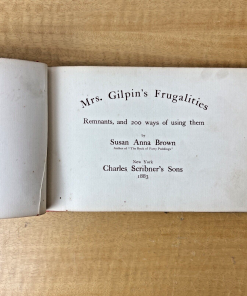 Mrs. Gilpin's Frugalities
Remnants, and 200 ways of using them
by
Susan Anna Brown
Author of "The Book of Forty Puddings"
New York
Charles Scribner's Sons
1883